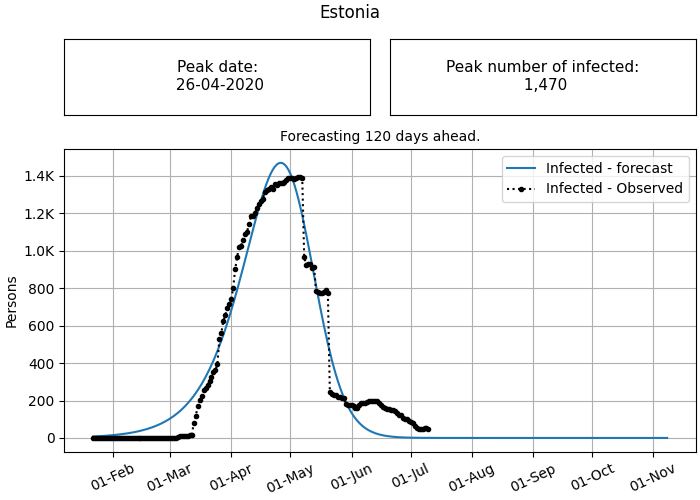 Estonia
Peak date:
26-04-2020
Peak number of infected:
1,470
Forecasting 120 days ahead.
Infected - forecast
Infected - Observed
Persons
1.4K
1.2K
1.0K
800
600
400
200
0
01-Feb
01-Mar
01-Apr
01-May
01-Jun
01-Jul
01-Aug
01-Sep
01-Oct
01-Nov